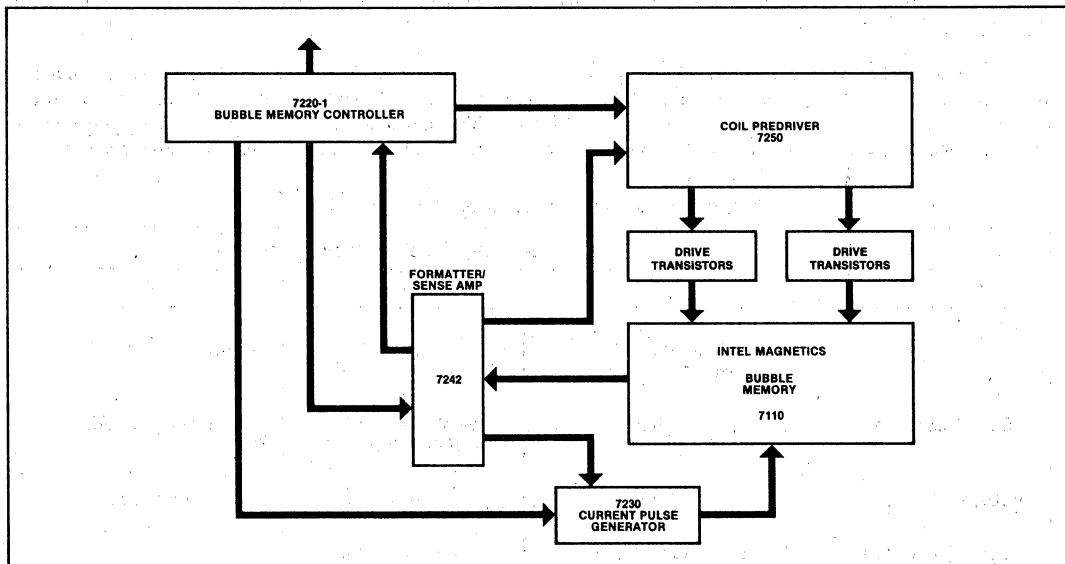 7220-1
BUBBLE MEMORY CONTROLLER
COIL PREDRIVER
7250
DRIVE
TRANSISTORS
DRIVE
TRANSISTORS
FORMATTER/
SENSE AMP
7242
INTEL MAGNETICS
BUBBLE
MEMORY
7110
7230
CURRENT PULSE
GENERATOR